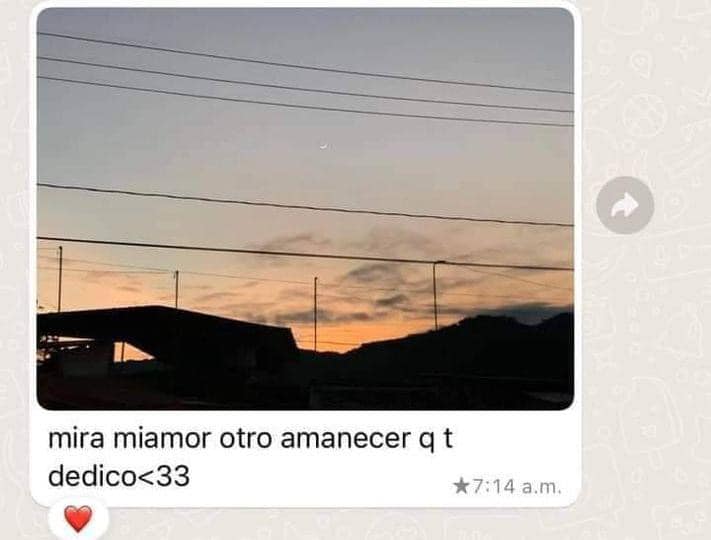 mira miamor otro amanecer q t
dedico<33
★7:14 a.m.